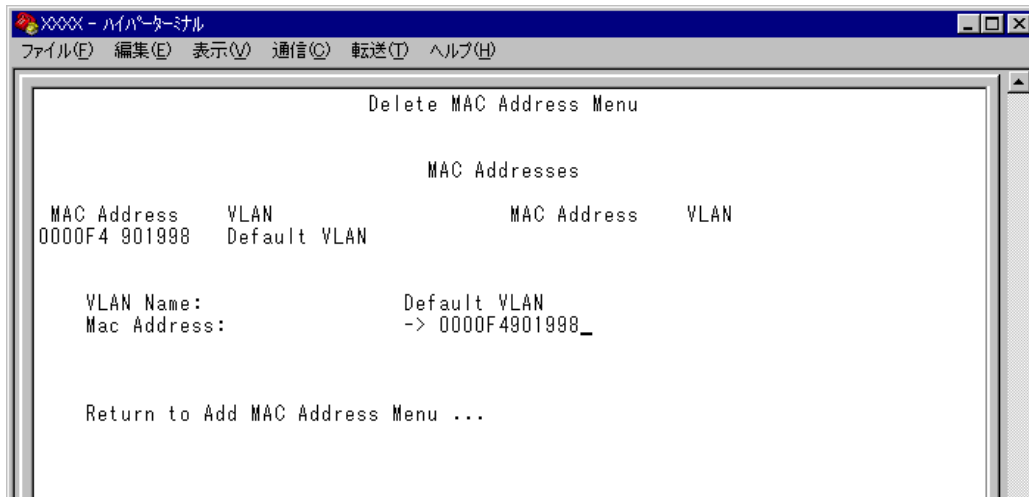 XXXX - ハイパーターミナル
ファイル(F) 編集(E) 表示(V) 通信(C) 転送(T) ヘルプ(H)
Delete MAC Address Menu
MAC Addresses
MAC Address VLAN MAC Address VLAN
0000F4 901998 Default VLAN
VLAN Name: Default VLAN
Mac Address: -> 0000F4901998_
Return to Add MAC Address Menu ...